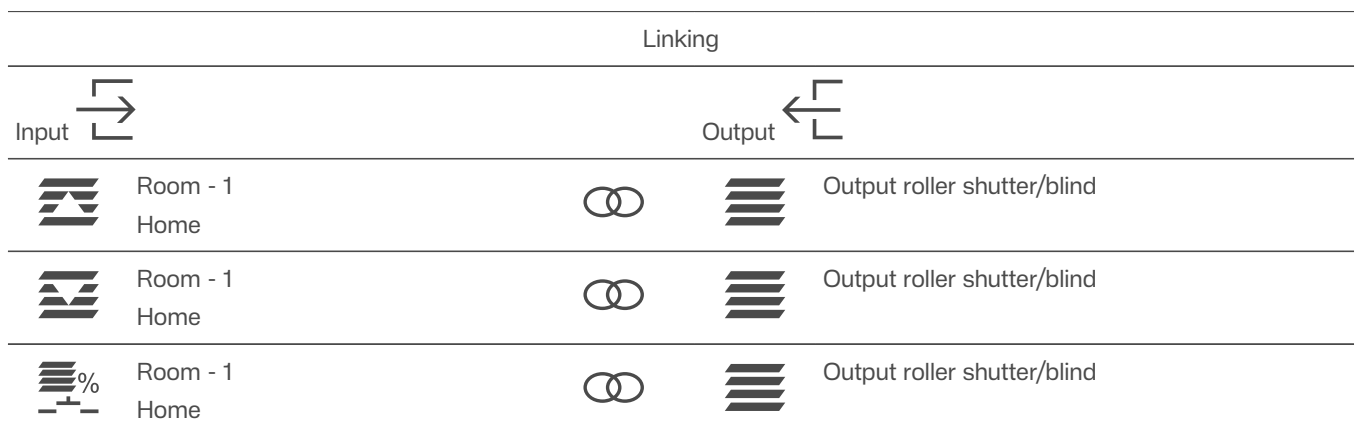 Linking
Input
Output
Room - 1
Home
Output roller shutter/blind
Room - 1
Home
Output roller shutter/blind
%
Room - 1
Home
Output roller shutter/blind